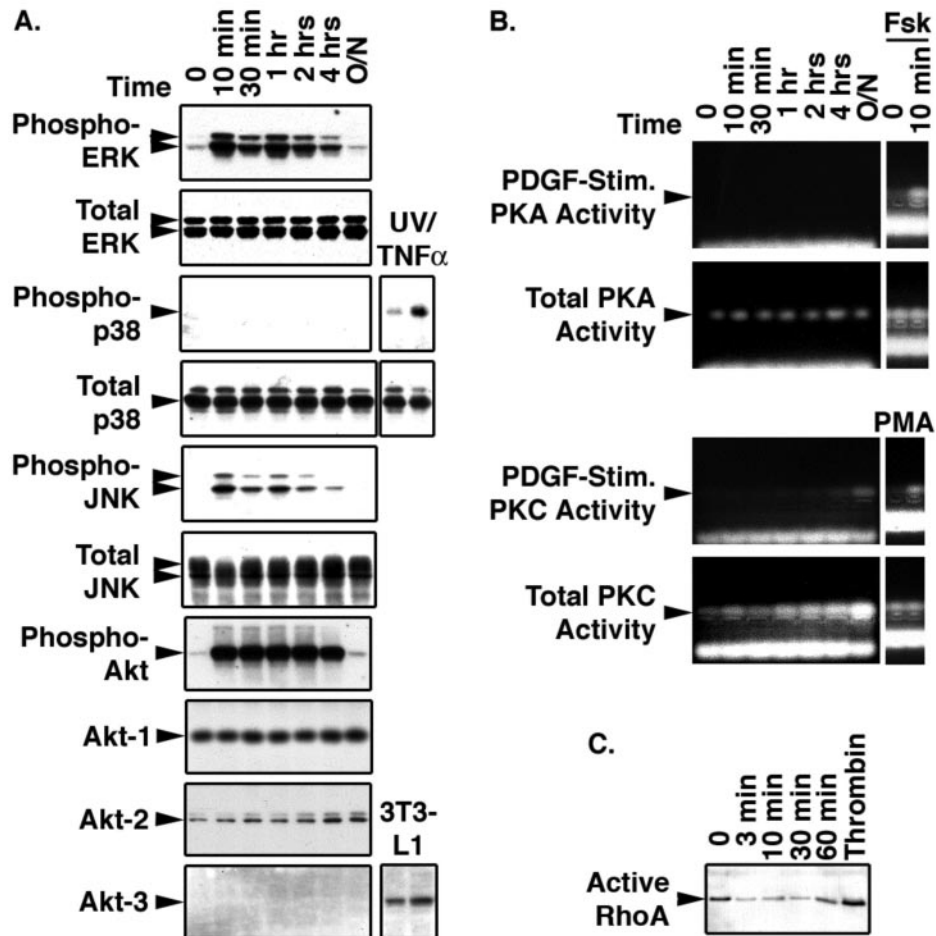 A.
Time
0
10 min
30 min
1 hr
2 hrs
4 hrs
O/N
Phospho-
ERK
Total
ERK
UV/
TNFα
Phospho-
p38
Total
p38
Phospho-
JNK
Total
JNK
Phospho-
Akt
Akt-1
Akt-2
3T3-
L1
Akt-3
B.
Fsk
Time
0
10 min
30 min
1 hr
2 hrs
4 hrs
O/N
0
10 min
PDGF-Stim.
PKA Activity
Total PKA
Activity
PMA
PDGF-Stim.
PKC Activity
Total PKC
Activity
C.
0
3 min
10 min
30 min
60 min
Thrombin
Active
RhoA